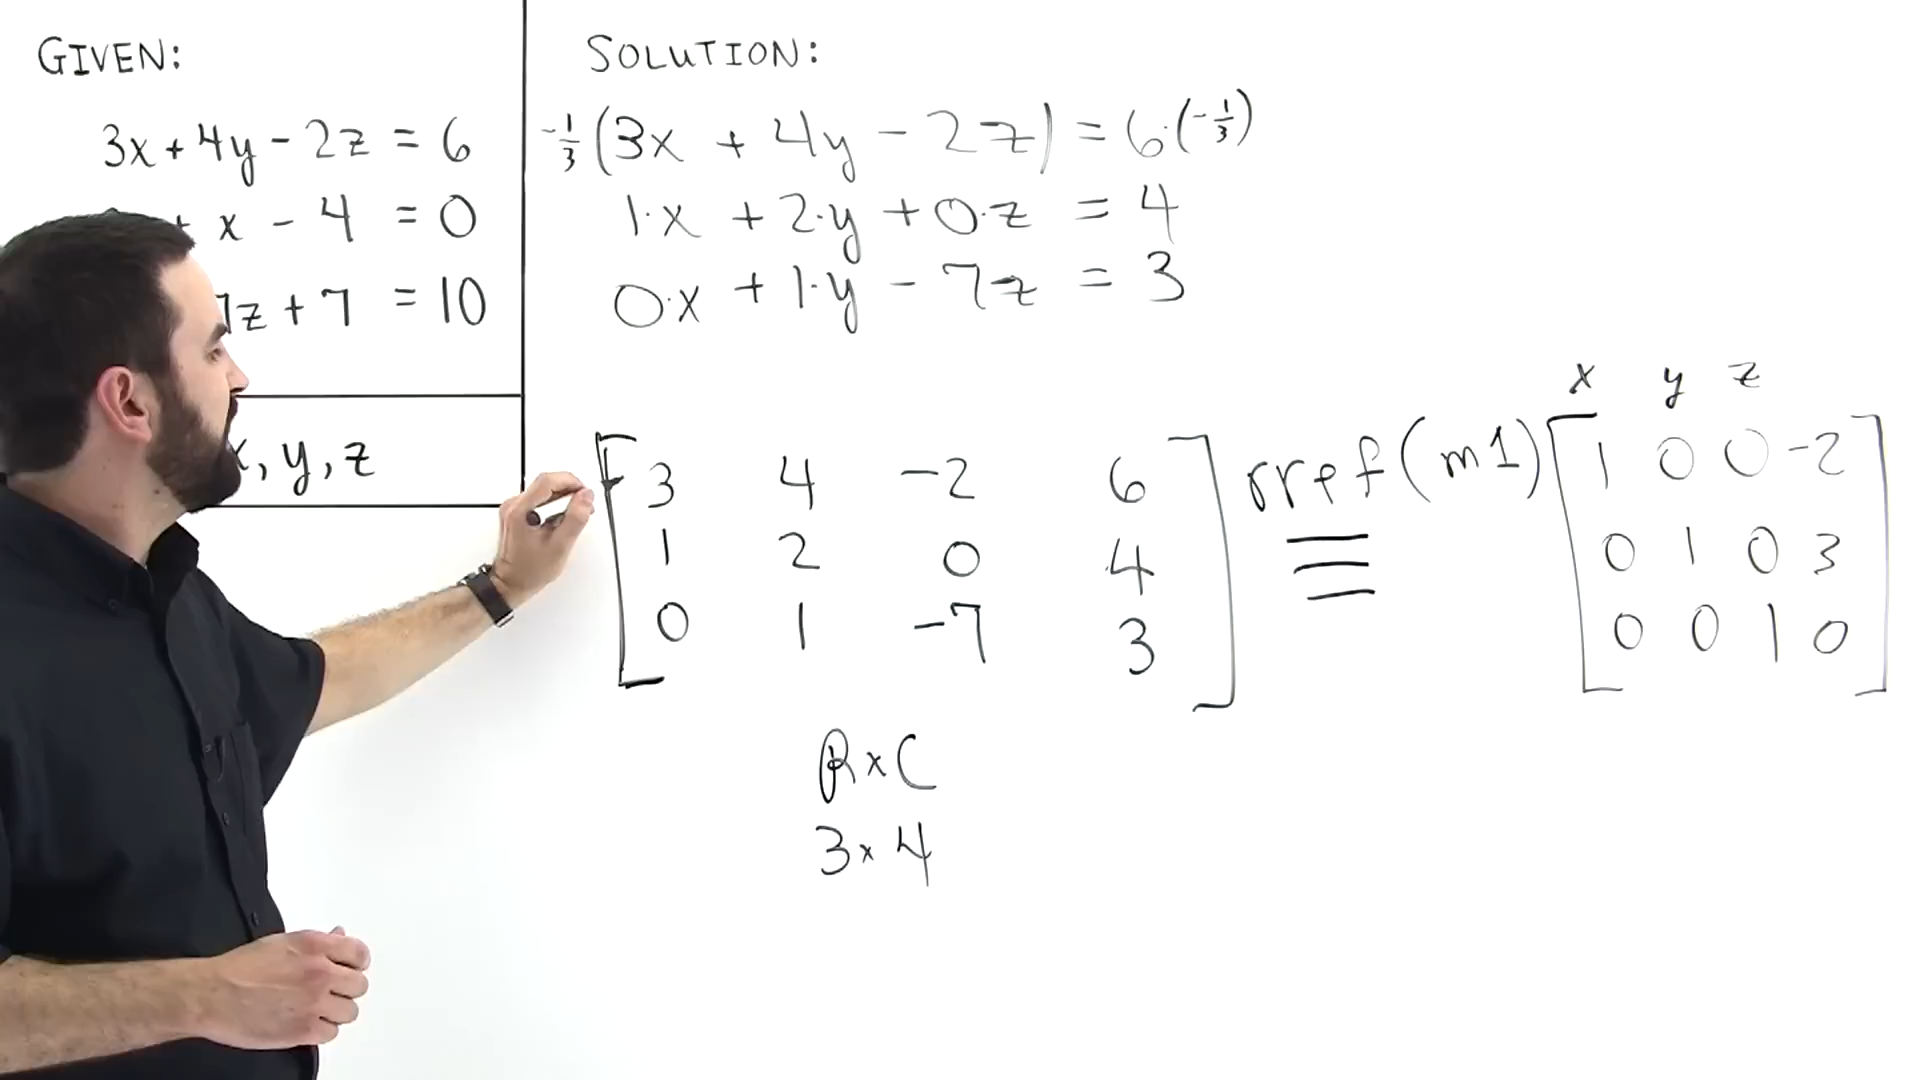 GIVEN:
3x + 4y - 2z = 6
x - 4 = 0
7z + 7 = 10
x, y, z
SOLUTION:
-1/3 (3x + 4y - 2z) = 6·(-1/3)
1·x + 2·y + 0·z = 4
0·x + 1·y - 7z = 3
3 4 -2 6
1 2 0 4
0 1 -7 3
R x C
3 x 4
rref(m1)
x y z
1 0 0 -2
0 1 0 3
0 0 1 0